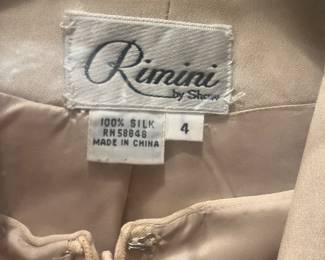 Rimini
by Shaw
100% SILK
RN58848
MADE IN CHINA
4